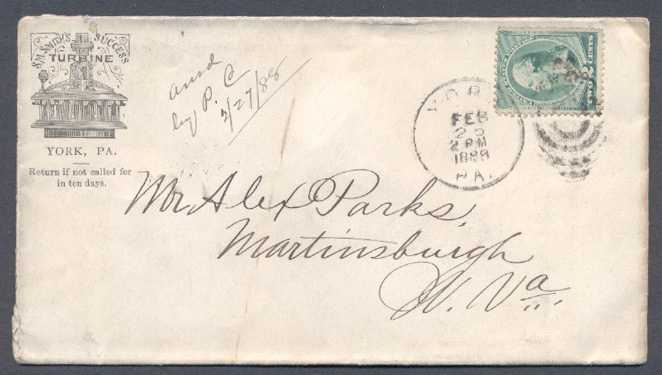 S.M. SMITH'S SUCCESS
TURBINE
YORK, PA.
Return if not called for
in ten days.
ansd
by P. C
2/27/88
YORK
FEB
25
2 PM
1888
PA.
Mr Alex Parks,
Martinsburgh
W. Va.